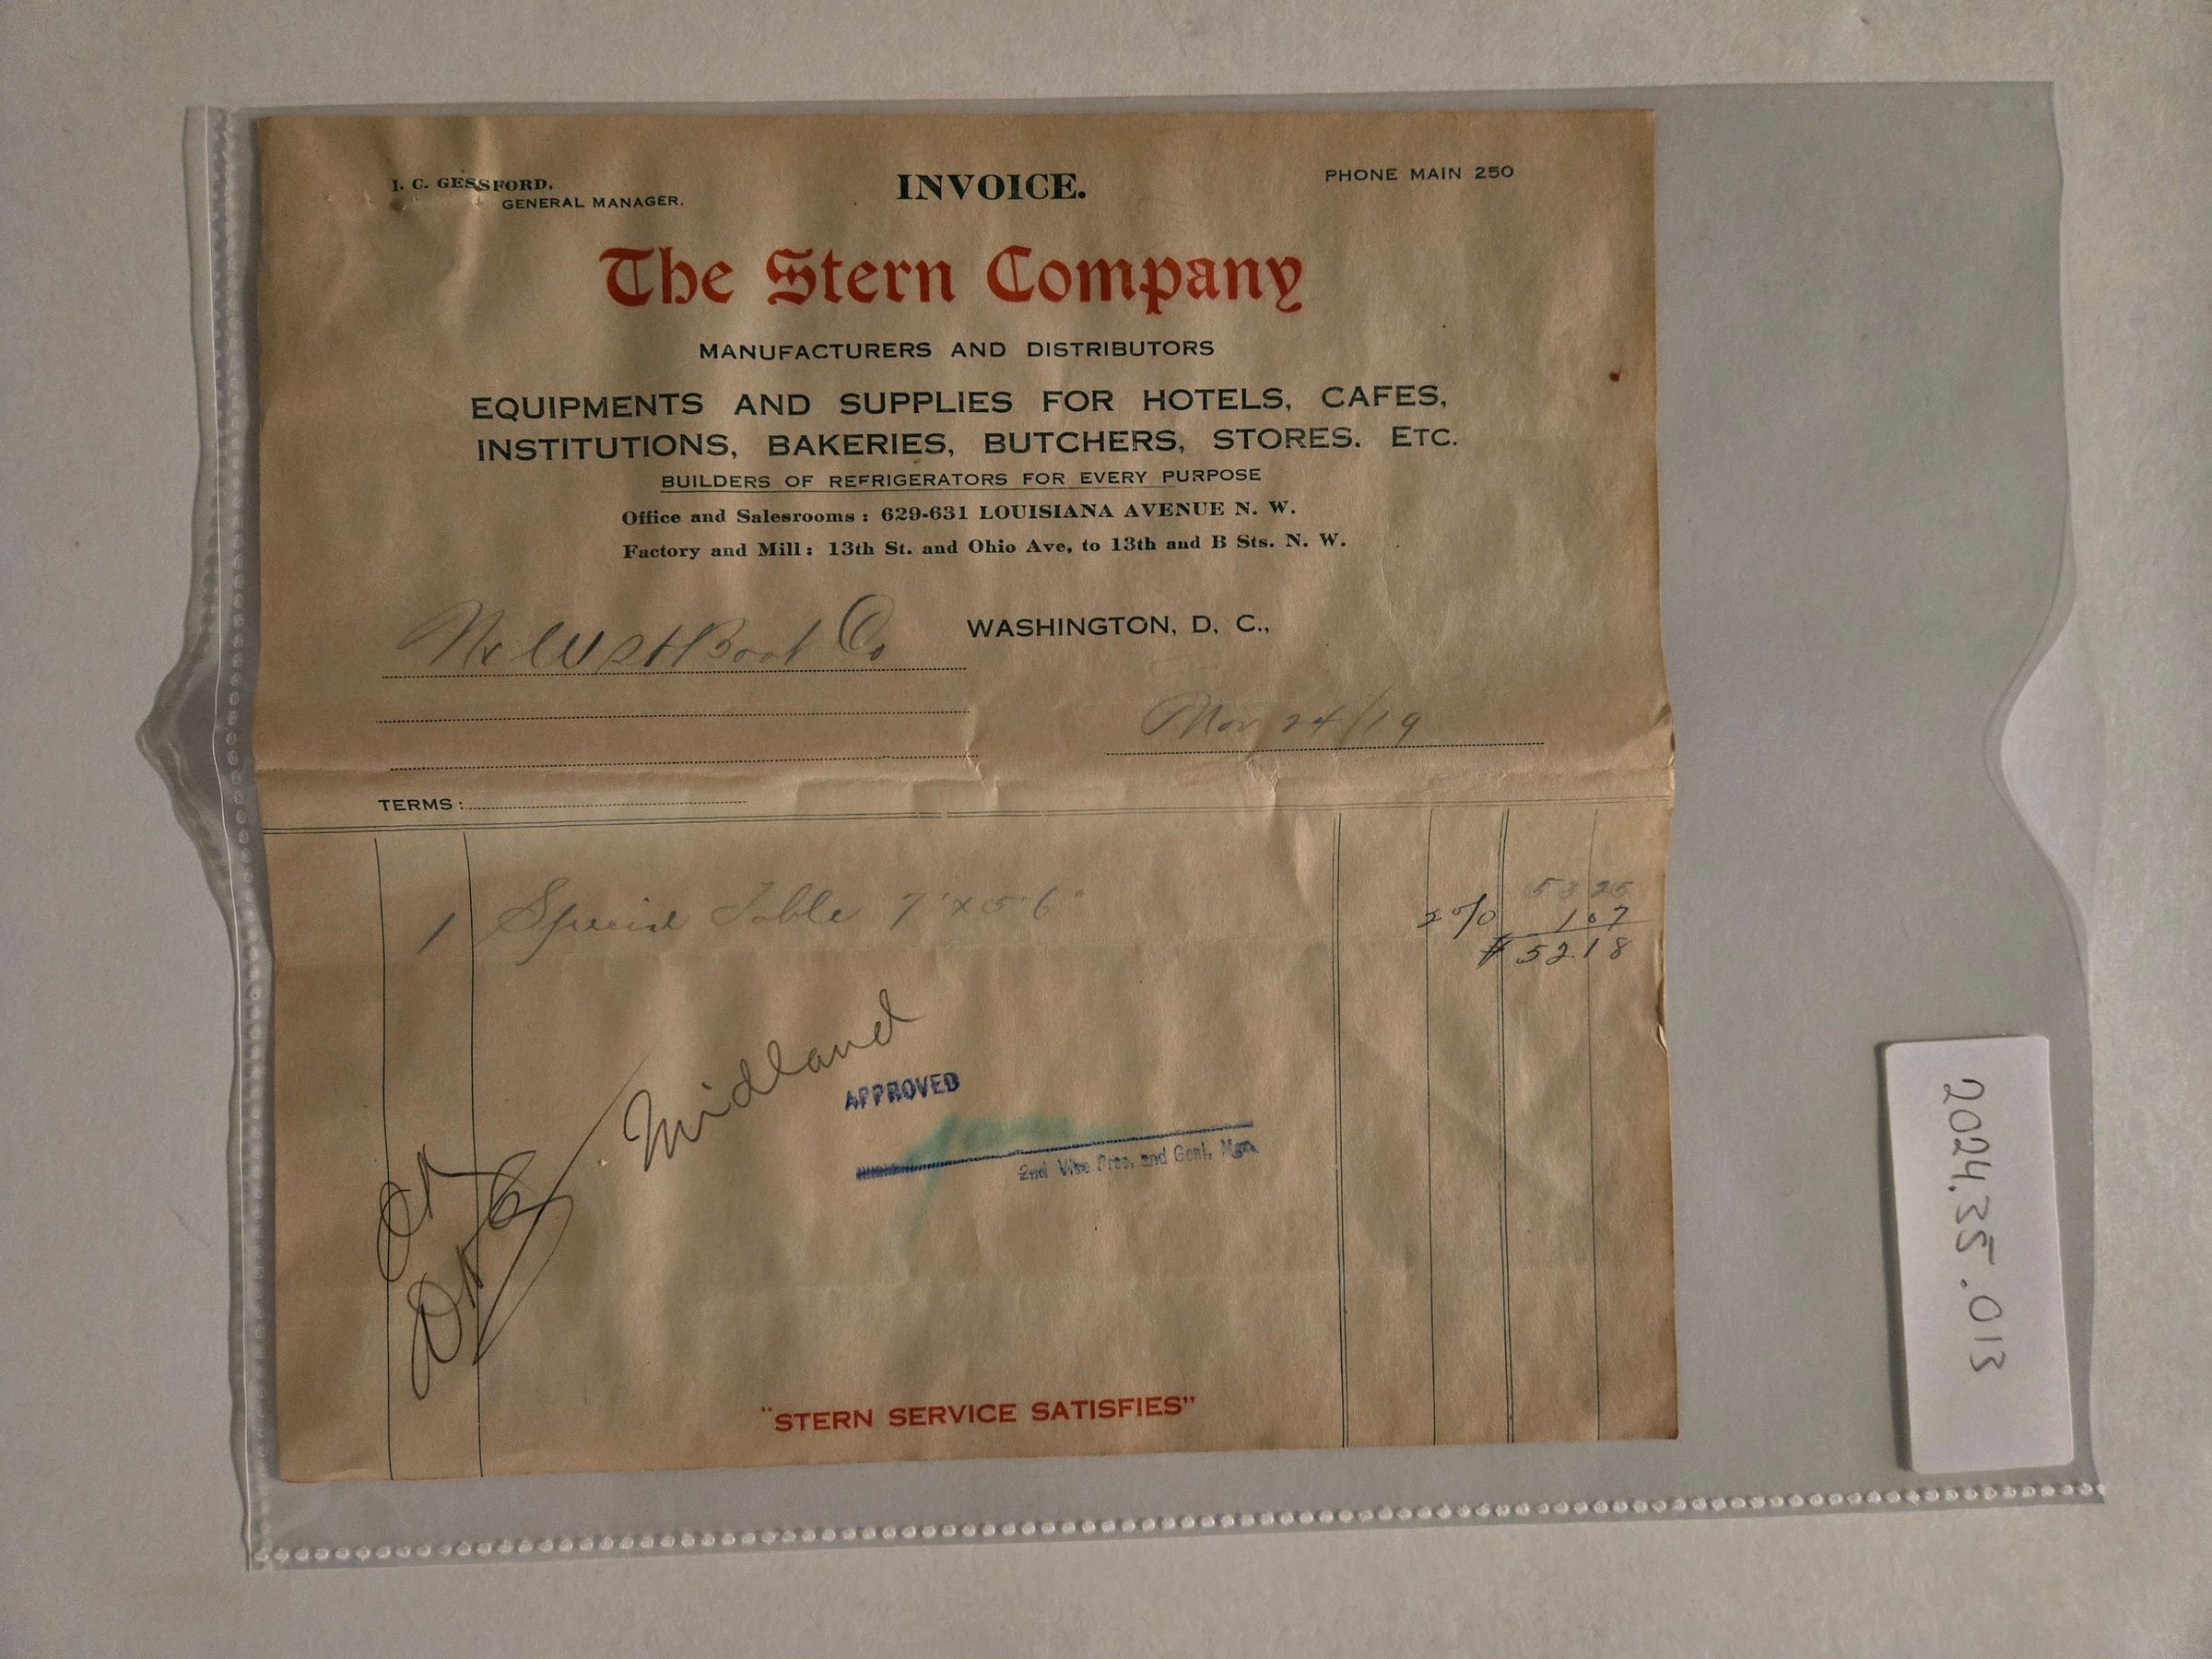 I. C. GESSFORD,
GENERAL MANAGER.
INVOICE.
PHONE MAIN 250
The Stern Company
MANUFACTURERS AND DISTRIBUTORS
EQUIPMENTS AND SUPPLIES FOR HOTELS, CAFES,
INSTITUTIONS, BAKERIES, BUTCHERS, STORES. ETC.
BUILDERS OF REFRIGERATORS FOR EVERY PURPOSE
Office and Salesrooms : 629-631 LOUISIANA AVENUE N. W.
Factory and Mill : 13th St. and Ohio Ave, to 13th and B Sts. N. W.
Boat Co
WASHINGTON, D. C.,
Nov 24/19
TERMS :
1 Special Table 7' x 5' 6" 53 25
2% 1 07
$ 52.18
Midland
APPROVED
2nd Vice Pres. and Genl. Mgr.
"STERN SERVICE SATISFIES"
2024.35.013